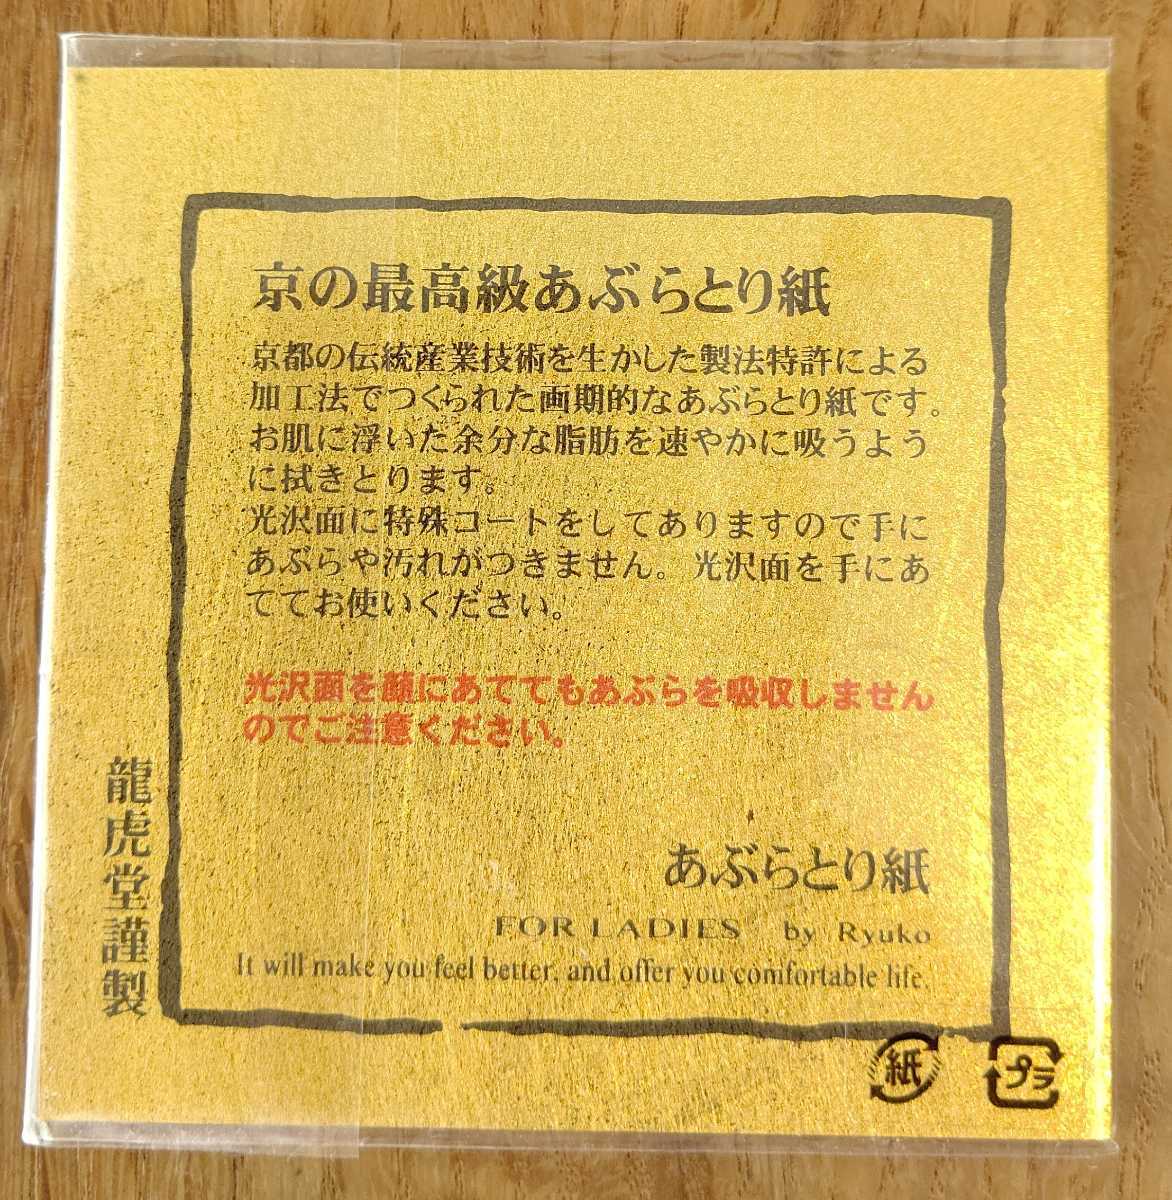 京の最高級あぶらとり紙
京都の伝統産業技術を生かした製法特許による
加工法でつくられた画期的なあぶらとり紙です。
お肌に浮いた余分な脂肪を速やかに吸うよう
に拭きとります。
光沢面に特殊コートをしてありますので手に
あぶらや汚れがつきません。光沢面を手にあ
ててお使いください。
光沢面を顔にあててもあぶらを吸収しません
のでご注意ください。
龍虎堂謹製
あぶらとり紙
FOR LADIES by Ryuko
It will make you feel better, and offer you comfortable life.
紙
プラ